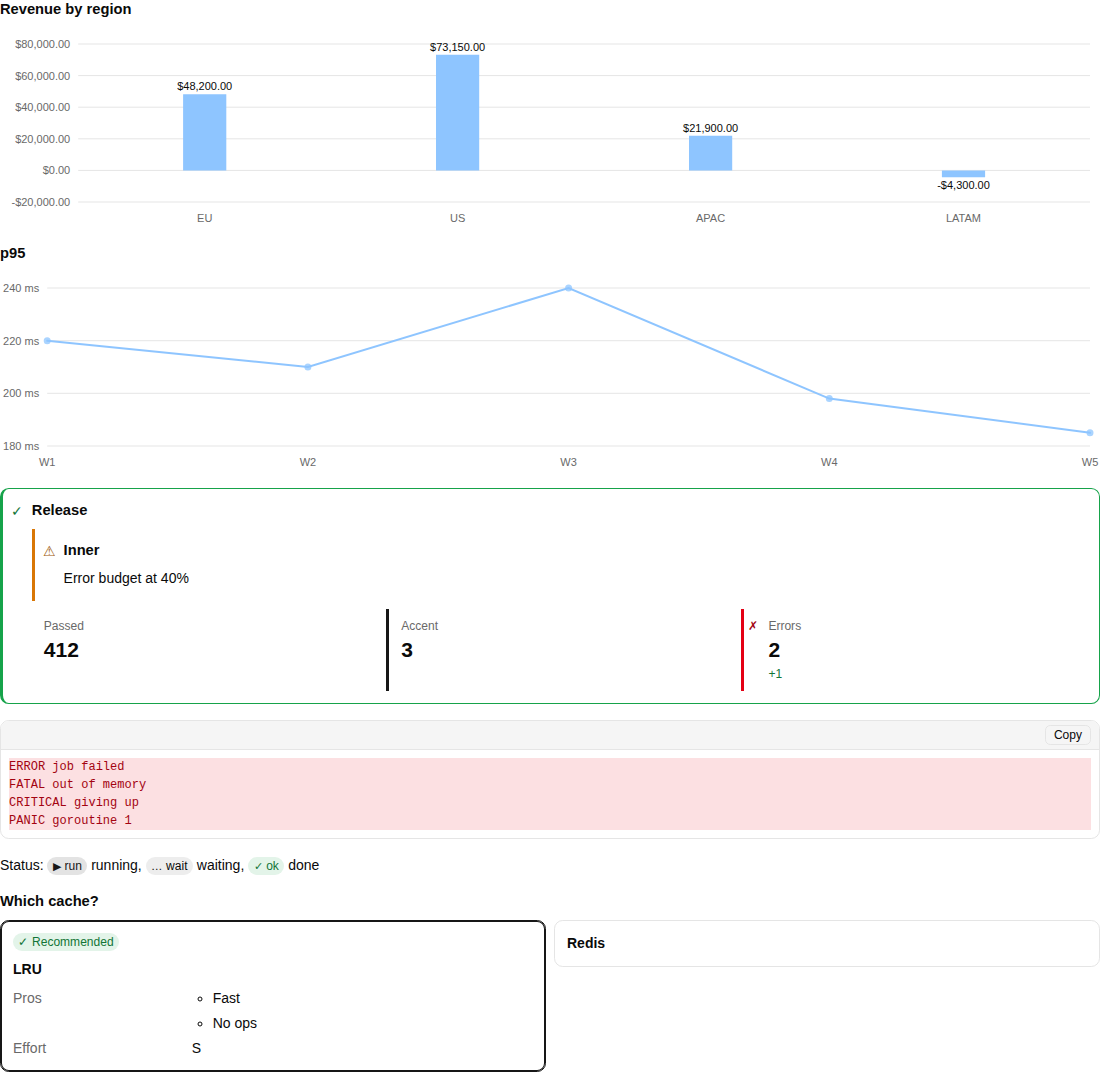 Revenue by region
$80,000.00
$60,000.00
$40,000.00
$20,000.00
$0.00
-$20,000.00
$48,200.00
$73,150.00
$21,900.00
-$4,300.00
EU US APAC LATAM
p95
240 ms
220 ms
200 ms
180 ms
W1 W2 W3 W4 W5
✓ Release
⚠ Inner
Error budget at 40%
Passed
412
Accent
3
✗ Errors
2
+1
Copy
ERROR job failed
FATAL out of memory
CRITICAL giving up
PANIC goroutine 1
Status: ▶ run running, … wait waiting, ✓ ok done
Which cache?
✓ Recommended
LRU
Pros
Fast
No ops
Effort S
Redis